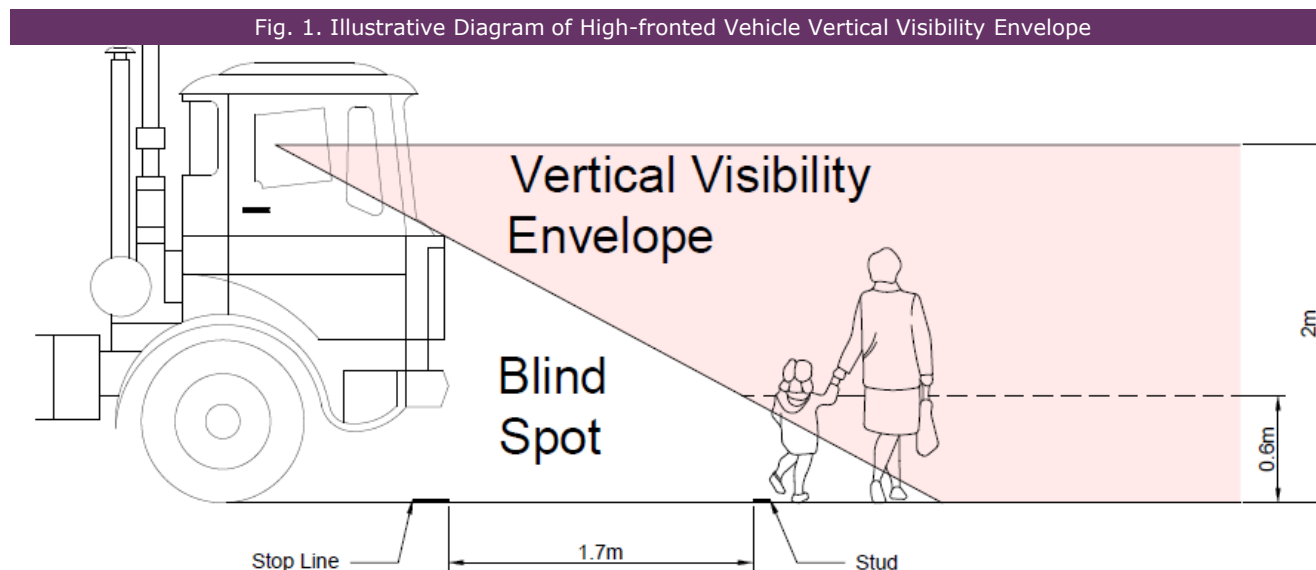 Fig. 1. Illustrative Diagram of High-fronted Vehicle Vertical Visibility Envelope
Vertical Visibility
Envelope
Blind
Spot
2m
0.6m
1.7m
Stop Line
Stud